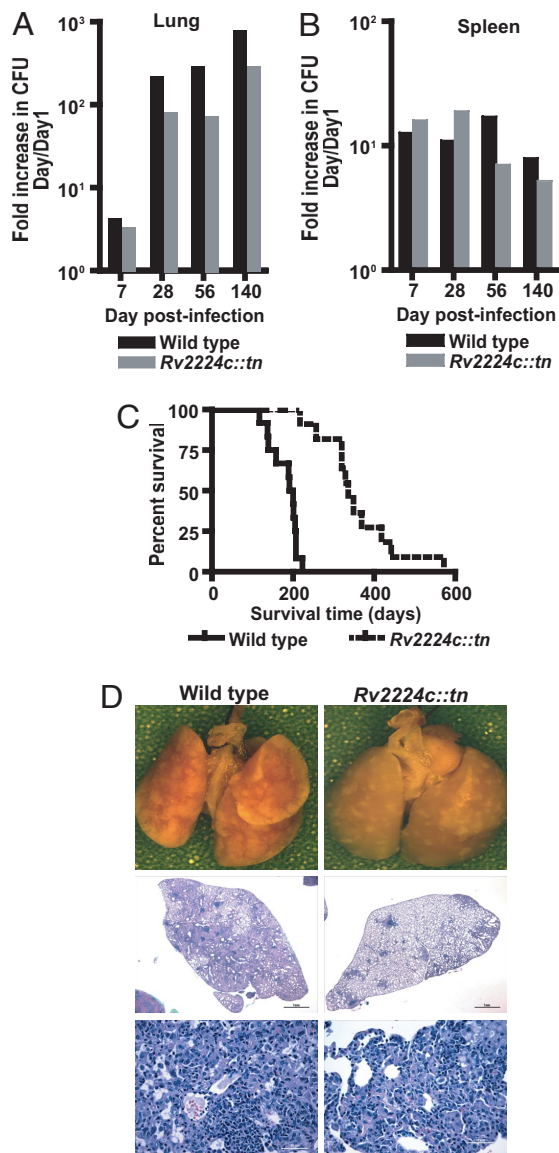 A
Lung
Fold increase in CFU
Day/Day1
10³
10²
10¹
10⁰
7 28 56 140
Day post-infection
Wild type
Rv2224c::tn
B
Spleen
Fold increase in CFU
Day/Day1
10²
10¹
10⁰
7 28 56 140
Day post-infection
Wild type
Rv2224c::tn
C
Percent survival
100
75
50
25
0
0 200 400 600
Survival time (days)
Wild type Rv2224c::tn
D
Wild type Rv2224c::tn